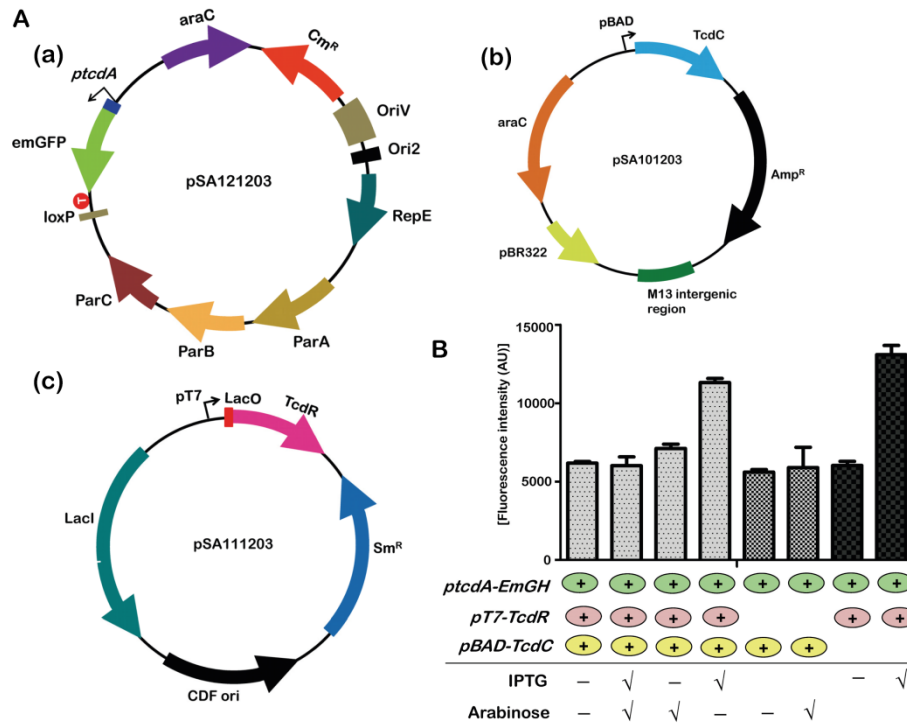 A
(a)
araC
CmR
ptcdA
OriV
emGFP
Ori2
T
pSA121203
loxP
RepE
ParC
ParB
ParA
(b)
pBAD
TcdC
araC
pSA101203
AmpR
pBR322
M13 intergenic
region
(c)
pT7
LacO
TcdR
LacI
pSA111203
SmR
CDF ori
B
[Fluorescence intensity (AU)]
15000
10000
5000
0
ptcdA-EmGH + + + + + + + +
pT7-TcdR + + + + + +
pBAD-TcdC + + + + + +
IPTG – √ – √ – – √
Arabinose – √ √ – √